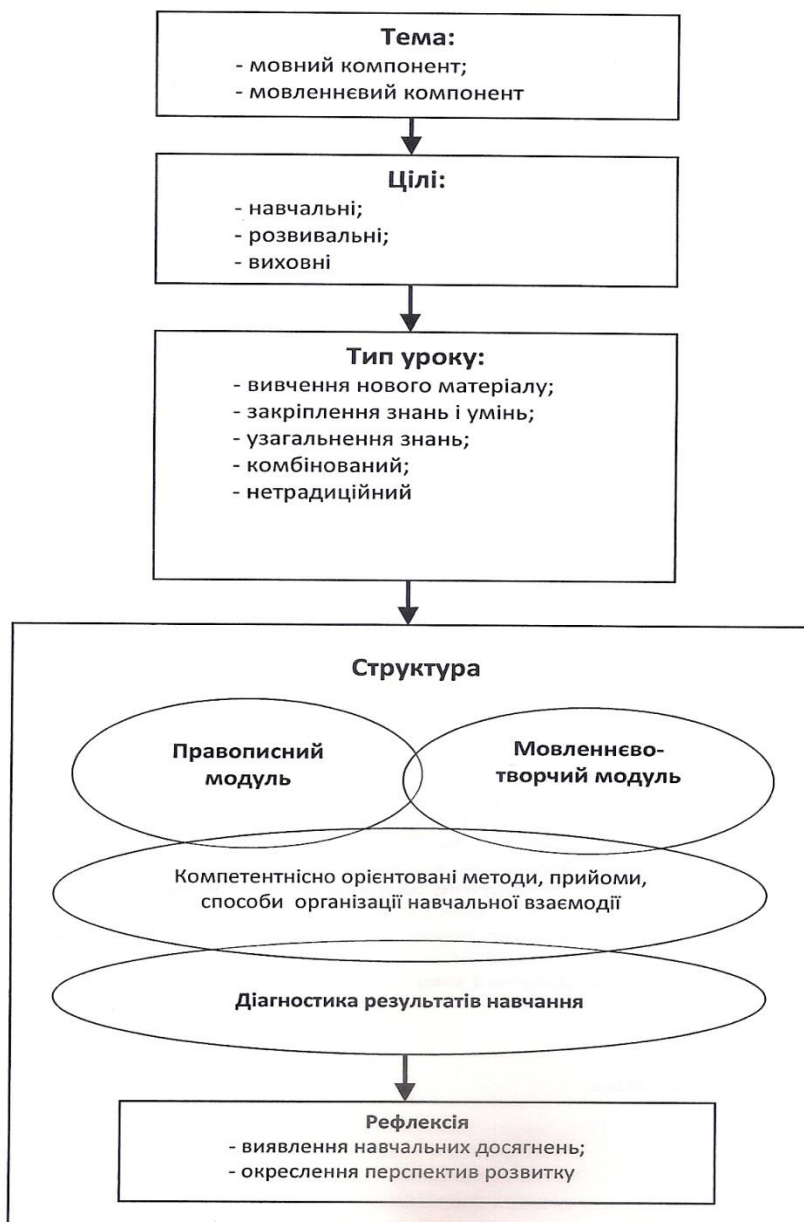 Тема:
- мовний компонент;
- мовленнєвий компонент
Цілі:
- навчальні;
- розвивальні;
- виховні
Тип уроку:
- вивчення нового матеріалу;
- закріплення знань і умінь;
- узагальнення знань;
- комбінований;
- нетрадиційний
Структура
Правописний
модуль
Мовленнєво-
творчий модуль
Компетентнісно орієнтовані методи, прийоми,
способи організації навчальної взаємодії
Діагностика результатів навчання
Рефлексія
- виявлення навчальних досягнень;
- окреслення перспектив розвитку